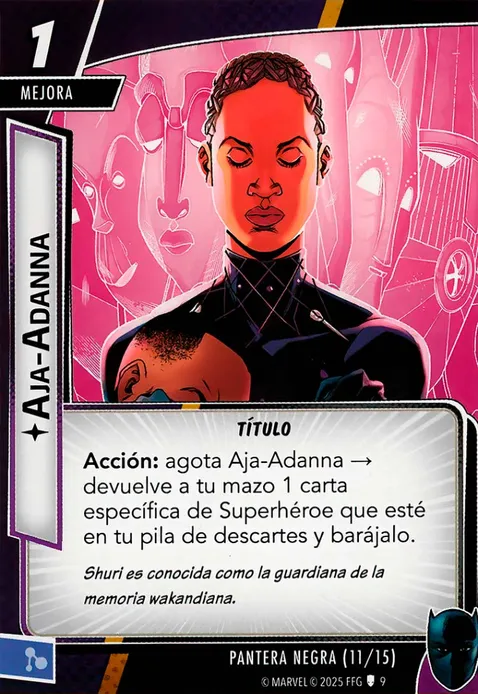 1
MEJORA
AJA-ADANNA
TÍTULO
Acción: agota Aja-Adanna →
devuelve a tu mazo 1 carta
específica de Superhéroe que esté
en tu pila de descartes y barájalo.
Shuri es conocida como la guardiana de la
memoria wakandiana.
PANTERA NEGRA (11/15)
© MARVEL © 2025 FFG 9